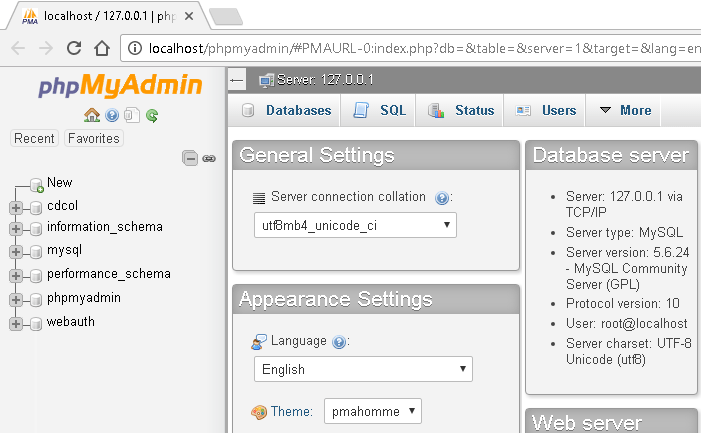 localhost / 127.0.0.1 | php
localhost/phpmyadmin/#PMAURL-0:index.php?db=&table=&server=1&target=&lang=en
phpMyAdmin
Recent
Favorites
New
cdcol
information_schema
mysql
performance_schema
phpmyadmin
webauth
Server: 127.0.0.1
Databases
SQL
Status
Users
More
General Settings
Server connection collation
:
utf8mb4_unicode_ci
Appearance Settings
Language
:
English
Theme:
pmahomme
Database server
Server: 127.0.0.1 via
TCP/IP
Server type: MySQL
Server version: 5.6.24
- MySQL Community
Server (GPL)
Protocol version: 10
User: root@localhost
Server charset: UTF-8
Unicode (utf8)
Web server